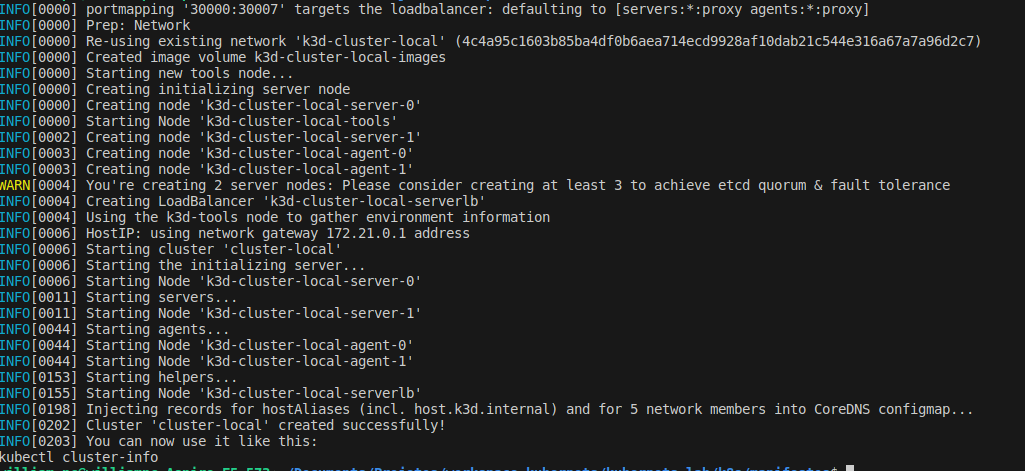 INFO[0000] portmapping '30000:30007' targets the loadbalancer: defaulting to [servers:*:proxy agents:*:proxy]
INFO[0000] Prep: Network
INFO[0000] Re-using existing network 'k3d-cluster-local' (4c4a95c1603b85ba4df0b6aea714ecd9928af10dab21c544e316a67a7a96d2c7)
INFO[0000] Created image volume k3d-cluster-local-images
INFO[0000] Starting new tools node...
INFO[0000] Creating initializing server node
INFO[0000] Creating node 'k3d-cluster-local-server-0'
INFO[0000] Starting Node 'k3d-cluster-local-tools'
INFO[0002] Creating node 'k3d-cluster-local-server-1'
INFO[0003] Creating node 'k3d-cluster-local-agent-0'
INFO[0003] Creating node 'k3d-cluster-local-agent-1'
WARN[0004] You're creating 2 server nodes: Please consider creating at least 3 to achieve etcd quorum & fault tolerance
INFO[0004] Creating LoadBalancer 'k3d-cluster-local-serverlb'
INFO[0004] Using the k3d-tools node to gather environment information
INFO[0006] HostIP: using network gateway 172.21.0.1 address
INFO[0006] Starting cluster 'cluster-local'
INFO[0006] Starting the initializing server...
INFO[0006] Starting Node 'k3d-cluster-local-server-0'
INFO[0011] Starting servers...
INFO[0011] Starting Node 'k3d-cluster-local-server-1'
INFO[0044] Starting agents...
INFO[0044] Starting Node 'k3d-cluster-local-agent-0'
INFO[0044] Starting Node 'k3d-cluster-local-agent-1'
INFO[0153] Starting helpers...
INFO[0155] Starting Node 'k3d-cluster-local-serverlb'
INFO[0198] Injecting records for hostAliases (incl. host.k3d.internal) and for 5 network members into CoreDNS configmap...
INFO[0202] Cluster 'cluster-local' created successfully!
INFO[0203] You can now use it like this:
kubectl cluster-info